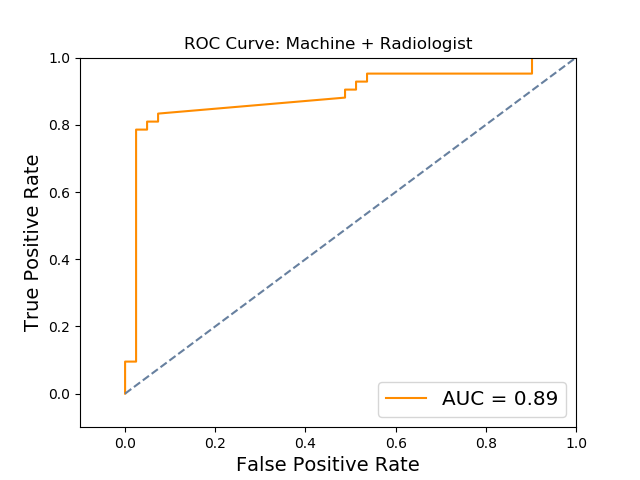 ROC Curve: Machine + Radiologist
1.0
0.8
0.6
0.4
0.2
0.0
True Positive Rate
AUC = 0.89
0.0 0.2 0.4 0.6 0.8 1.0
False Positive Rate